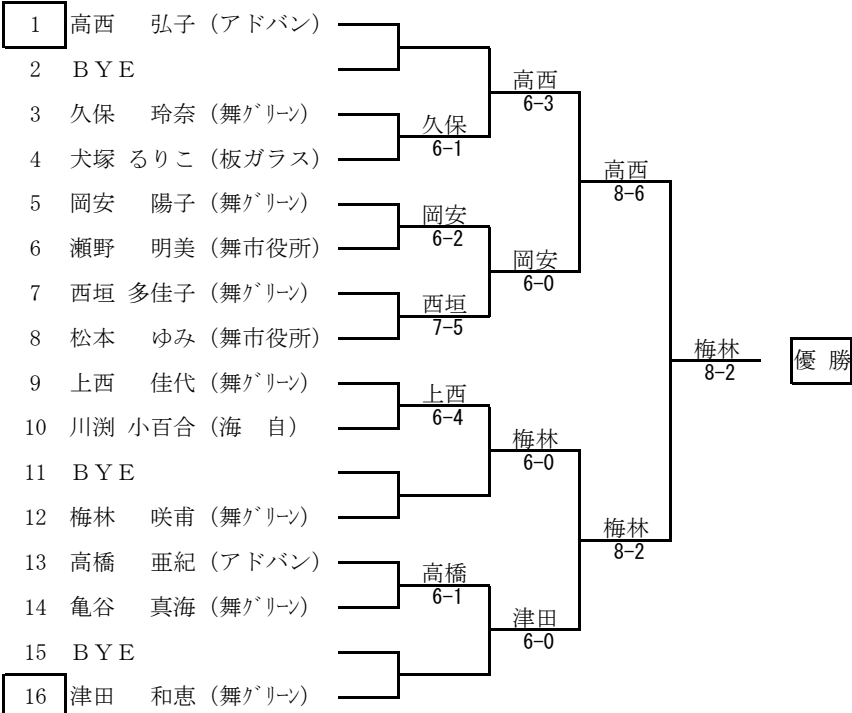 1 高西 弘子 (アドバン)
2 ＢＹＥ
高西
6-3
3 久保 玲奈 (舞ｸﾞﾘｰﾝ)
久保
6-1
4 犬塚 るりこ (板ガラス)
高西
8-6
5 岡安 陽子 (舞ｸﾞﾘｰﾝ)
岡安
6-2
6 瀬野 明美 (舞市役所)
岡安
6-0
7 西垣 多佳子 (舞ｸﾞﾘｰﾝ)
西垣
7-5
8 松本 ゆみ (舞市役所)
梅林
8-2
優 勝
9 上西 佳代 (舞ｸﾞﾘｰﾝ)
上西
6-4
10 川渕 小百合 (海 自)
梅林
6-0
11 ＢＹＥ
12 梅林 咲甫 (舞ｸﾞﾘｰﾝ)
梅林
8-2
13 高橋 亜紀 (アドバン)
高橋
6-1
14 亀谷 真海 (舞ｸﾞﾘｰﾝ)
津田
6-0
15 ＢＹＥ
16 津田 和恵 (舞ｸﾞﾘｰﾝ)